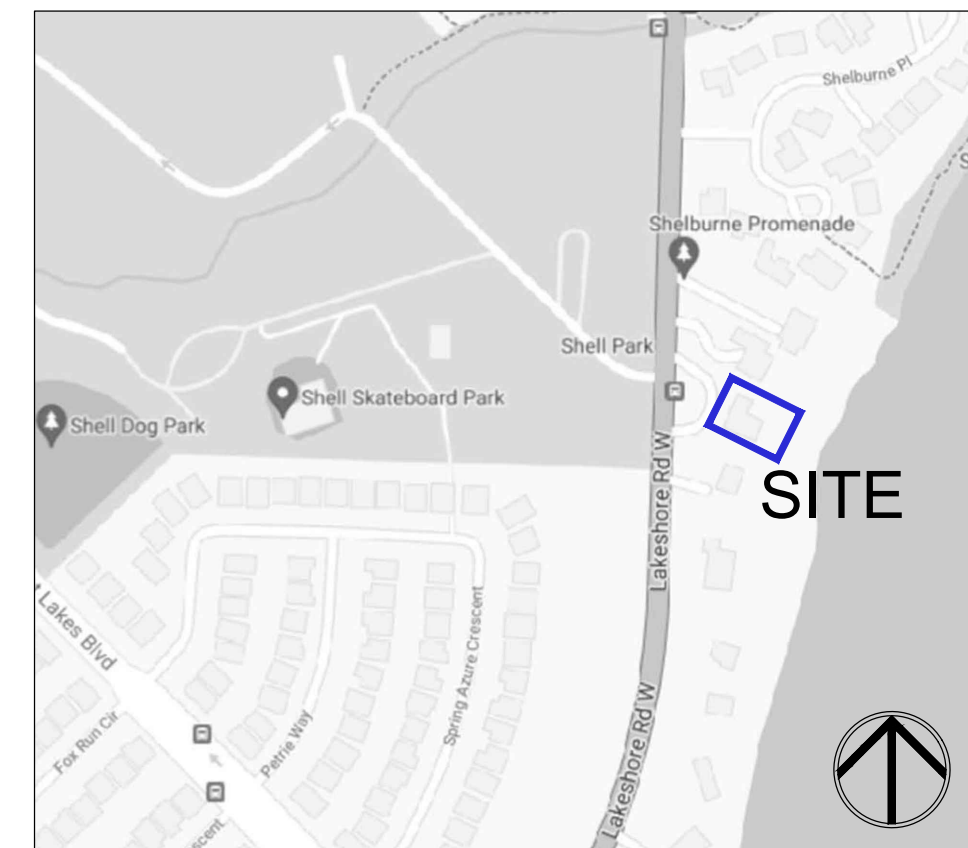 Shelburne Pl
S
Shelburne Promenade
Shell Park
Shell Skateboard Park
Shell Dog Park
Lakeshore Rd W
SITE
Lakes Blvd
Spring Azure Crescent
Petrie Way
Fox Run Cir
Lakeshore Rd W
scent